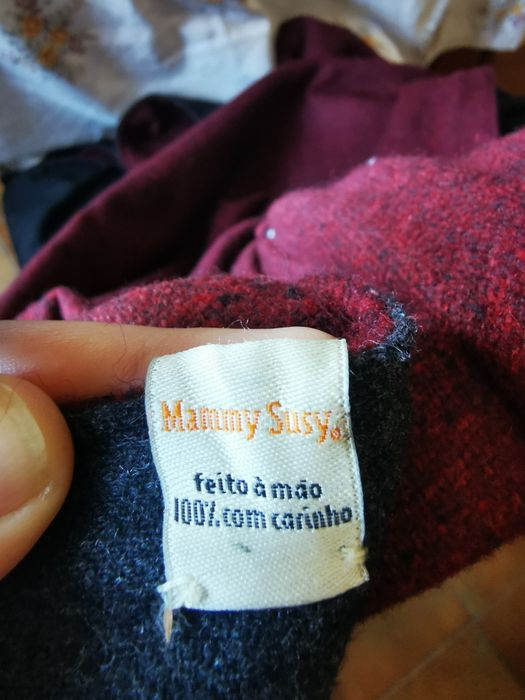 Mammy Susy®
feito à mão
100% com carinho